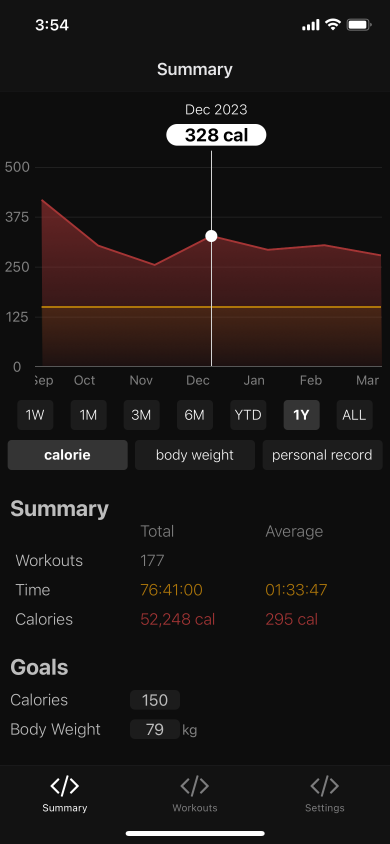 3:54
Summary
Dec 2023
328 cal
500
375
250
125
0
Sep Oct Nov Dec Jan Feb Mar
1W 1M 3M 6M YTD 1Y ALL
calorie body weight personal record
Summary
Total Average
Workouts 177
Time 76:41:00 01:33:47
Calories 52,248 cal 295 cal
Goals
Calories 150
Body Weight 79 kg
Summary Workouts Settings